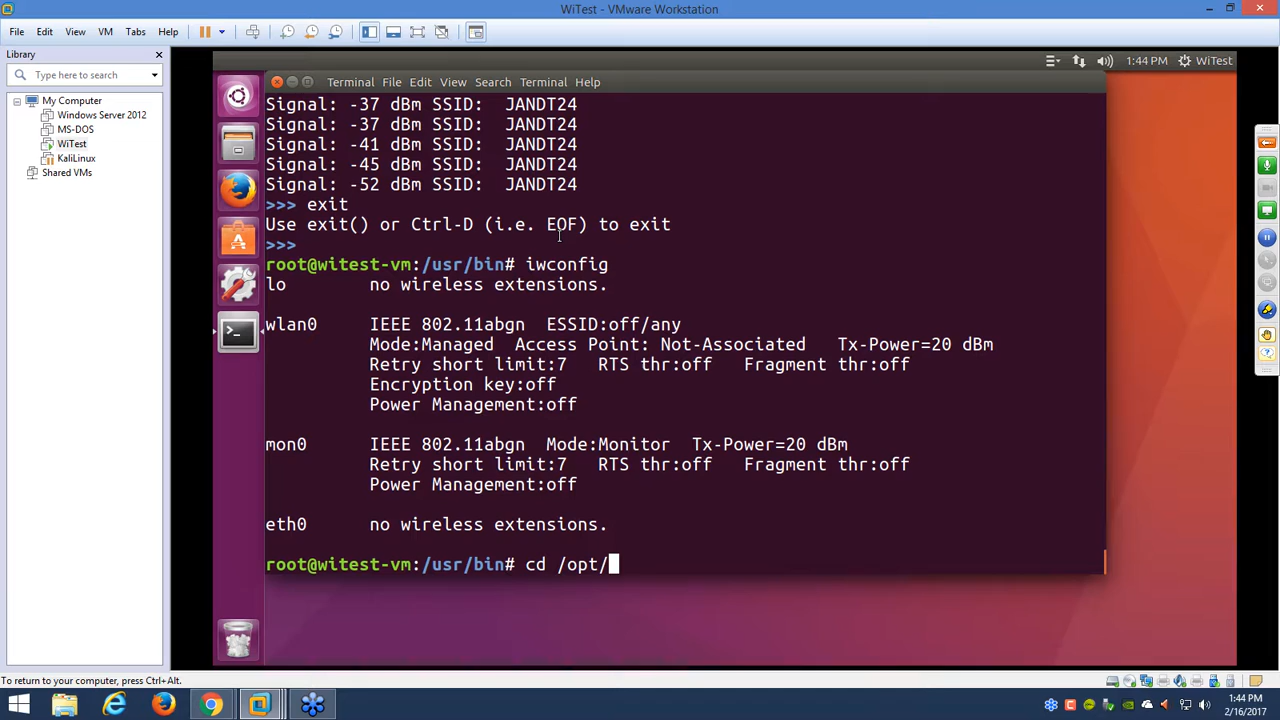 WiTest - VMware Workstation
File Edit View VM Tabs Help
Library
Type here to search
My Computer
Windows Server 2012
MS-DOS
WiTest
KaliLinux
Shared VMs
1:44 PM WiTest
Terminal File Edit View Search Terminal Help
Signal: -37 dBm SSID: JANDT24
Signal: -37 dBm SSID: JANDT24
Signal: -41 dBm SSID: JANDT24
Signal: -45 dBm SSID: JANDT24
Signal: -52 dBm SSID: JANDT24
>>> exit
Use exit() or Ctrl-D (i.e. EOF) to exit
>>>
root@witest-vm:/usr/bin# iwconfig
lo no wireless extensions.
wlan0 IEEE 802.11abgn ESSID:off/any
Mode:Managed Access Point: Not-Associated Tx-Power=20 dBm
Retry short limit:7 RTS thr:off Fragment thr:off
Encryption key:off
Power Management:off
mon0 IEEE 802.11abgn Mode:Monitor Tx-Power=20 dBm
Retry short limit:7 RTS thr:off Fragment thr:off
Power Management:off
eth0 no wireless extensions.
root@witest-vm:/usr/bin# cd /opt/
To return to your computer, press Ctrl+Alt.
1:44 PM
2/16/2017